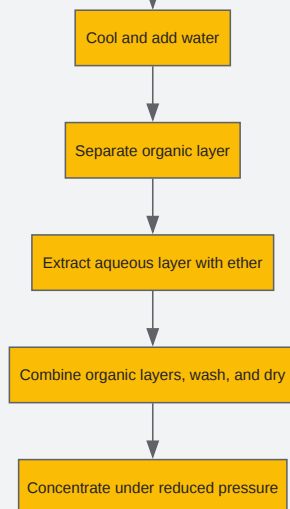 Cool and add water
Separate organic layer
Extract aqueous layer with ether
Combine organic layers, wash, and dry
Concentrate under reduced pressure